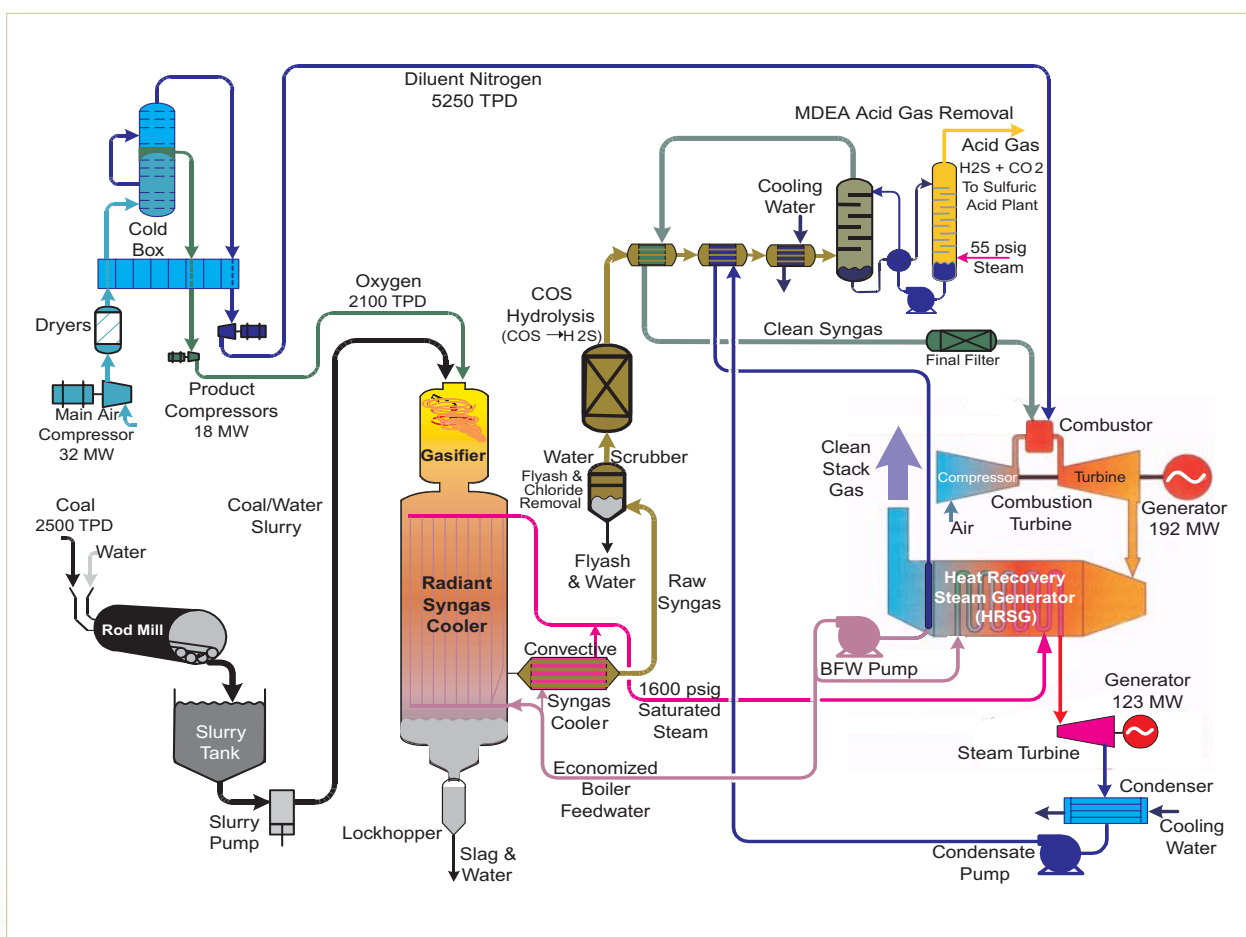 Diluent Nitrogen
5250 TPD
MDEA Acid Gas Removal
Acid Gas
H2S + CO 2
To Sulfuric
Acid Plant
Cooling
Water
55 psig
Steam
Cold
Box
Oxygen
2100 TPD
COS
Hydrolysis
(COS →H 2S)
Dryers
Clean Syngas
Final Filter
Product
Compressors
18 MW
Main Air
Compressor
32 MW
Combustor
Gasifier
Water Scrubber
Flyash &
Chloride
Removal
Clean
Stack
Gas
Compressor
Turbine
Combustion
Turbine
Air
Generator
192 MW
Coal
2500 TPD
Water
Coal/Water
Slurry
Flyash
& Water
Raw
Syngas
Radiant
Syngas
Cooler
Heat Recovery
Steam Generator
(HRSG)
Rod Mill
Convective
Syngas
Cooler
BFW Pump
1600 psig
Saturated
Steam
Generator
123 MW
Steam Turbine
Slurry
Tank
Economized
Boiler
Feedwater
Condenser
Slurry
Pump
Lockhopper
Cooling
Water
Condensate
Pump
Slag &
Water